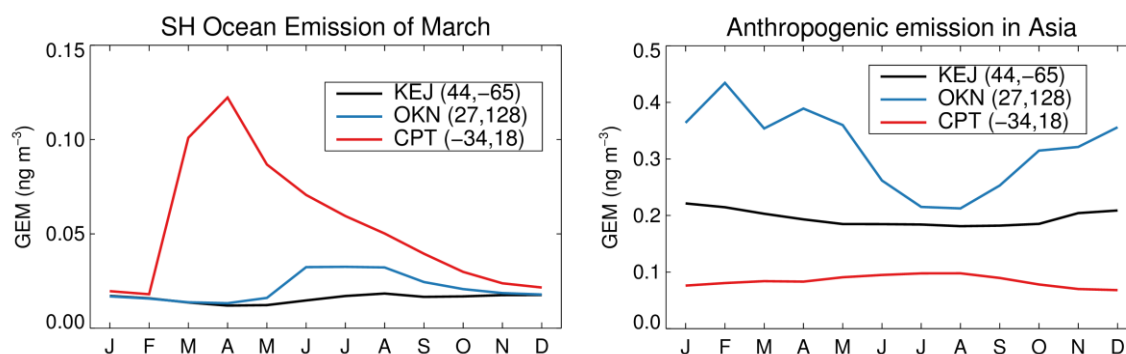 SH Ocean Emission of March
0.15
0.10
0.05
0.00
GEM (ng m⁻³)
KEJ (44,−65)
OKN (27,128)
CPT (−34,18)
J F M A M J J A S O N D
Anthropogenic emission in Asia
0.5
0.4
0.3
0.2
0.1
0.0
GEM (ng m⁻³)
KEJ (44,−65)
OKN (27,128)
CPT (−34,18)
J F M A M J J A S O N D